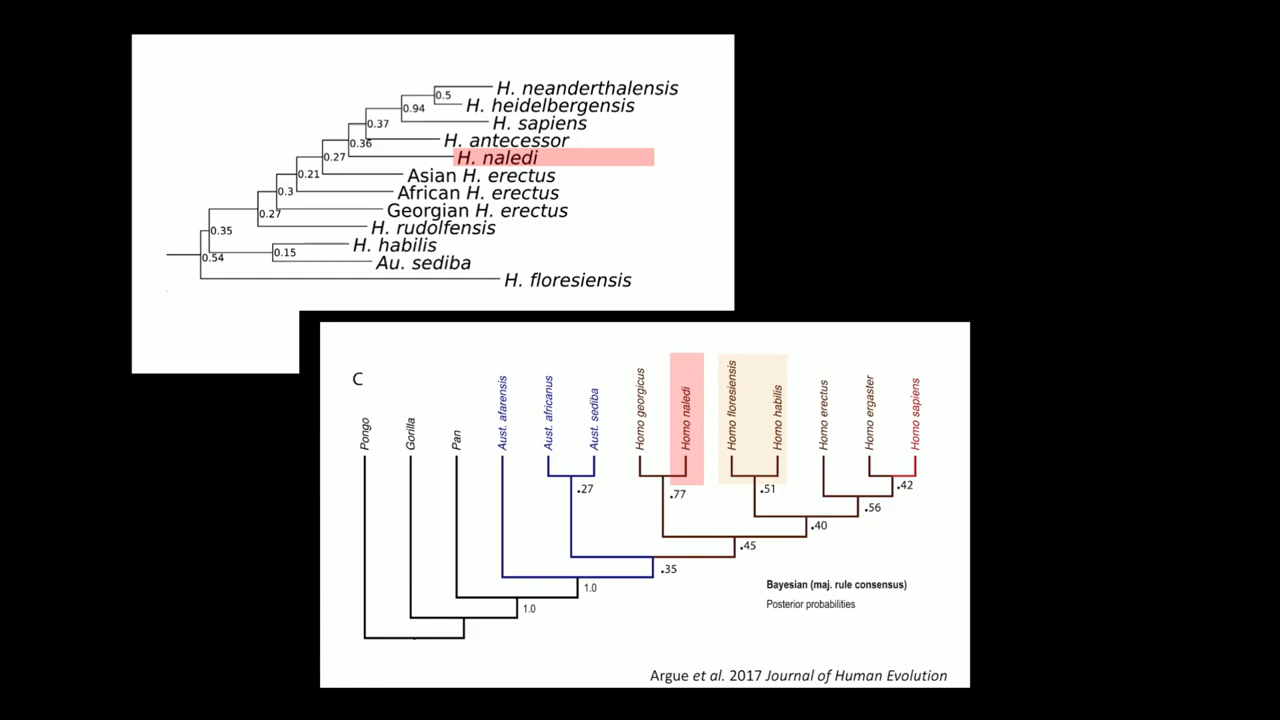 H. neanderthalensis
0.5
H. heidelbergensis
0.94
H. sapiens
0.37
H. antecessor
0.36
H. naledi
0.27
Asian H. erectus
0.21
African H. erectus
0.3
Georgian H. erectus
0.27
H. rudolfensis
0.35
H. habilis
0.15
0.54
Au. sediba
H. floresiensis
C
Pongo
Gorilla
Pan
Aust. afarensis
Aust. africanus
Aust. sediba
Homo georgicus
Homo naledi
Homo floresiensis
Homo habilis
Homo erectus
Homo ergaster
Homo sapiens
.27
.77
.51
.42
.56
.40
.45
.35
1.0
1.0
Bayesian (maj. rule consensus)
Posterior probabilities
Argue et al. 2017 Journal of Human Evolution